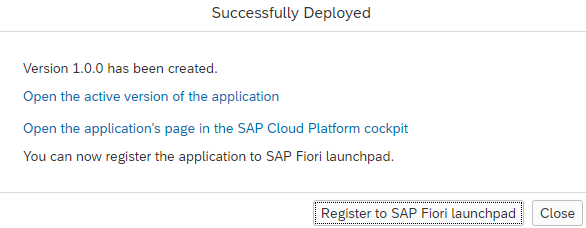 Successfully Deployed
Version 1.0.0 has been created.
Open the active version of the application
Open the application's page in the SAP Cloud Platform cockpit
You can now register the application to SAP Fiori launchpad.
Register to SAP Fiori launchpad
Close